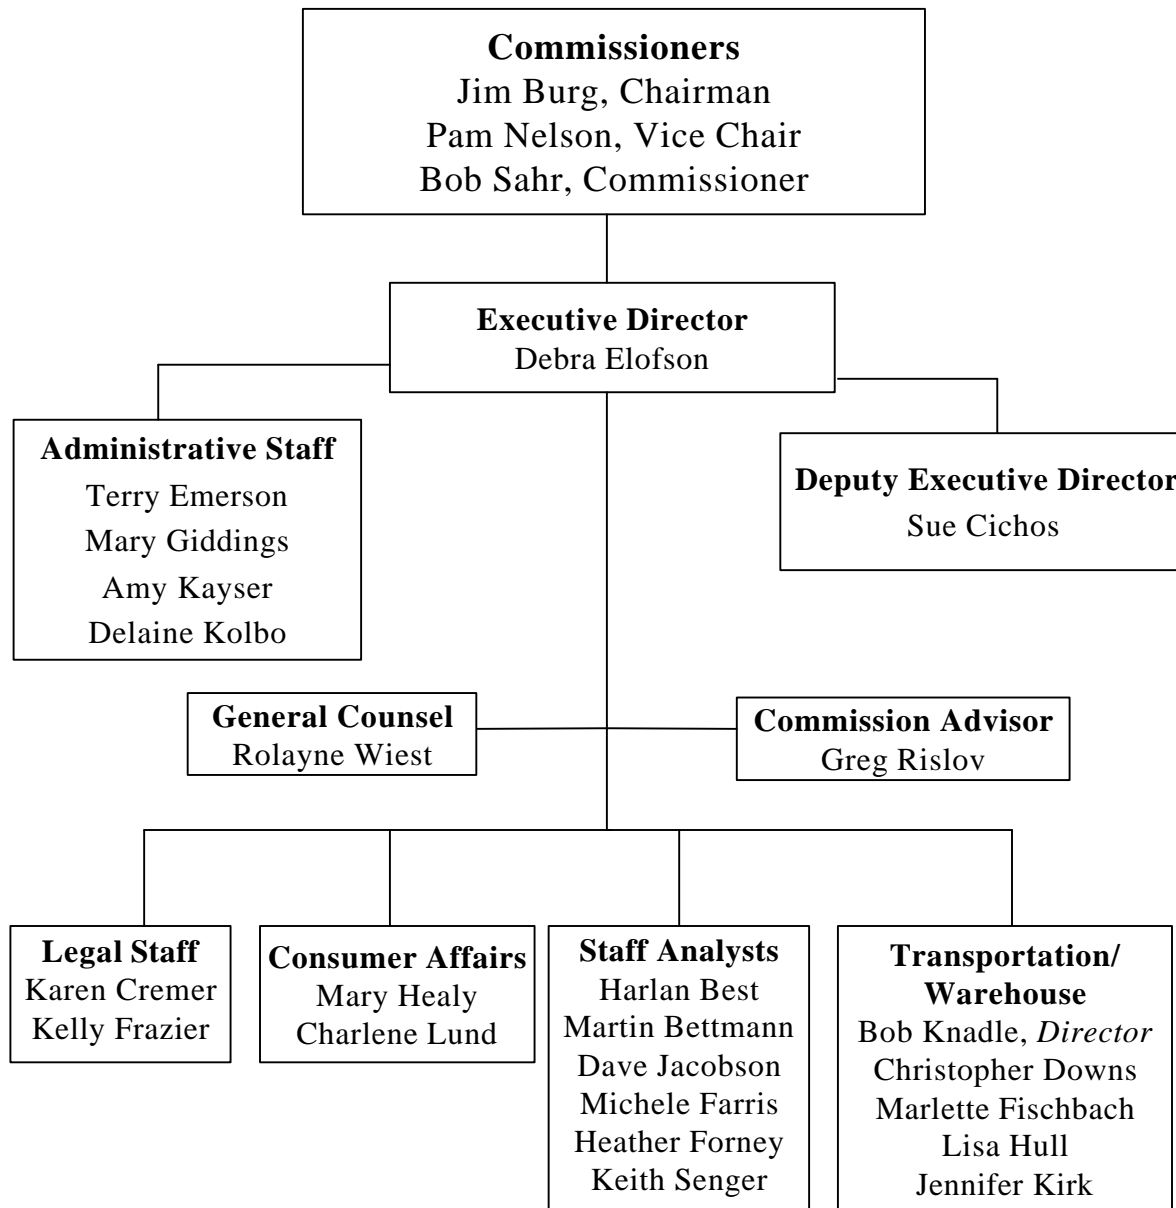 Commissioners
Jim Burg, Chairman
Pam Nelson, Vice Chair
Bob Sahr, Commissioner
Executive Director
Debra Elofson
Administrative Staff
Terry Emerson
Mary Giddings
Amy Kayser
Delaine Kolbo
Deputy Executive Director
Sue Cichos
General Counsel
Rolayne Wiest
Commission Advisor
Greg Rislov
Legal Staff
Karen Cremer
Kelly Frazier
Consumer Affairs
Mary Healy
Charlene Lund
Staff Analysts
Harlan Best
Martin Bettmann
Dave Jacobson
Michele Farris
Heather Forney
Keith Senger
Transportation/
Warehouse
Bob Knadle, Director
Christopher Downs
Marlette Fischbach
Lisa Hull
Jennifer Kirk